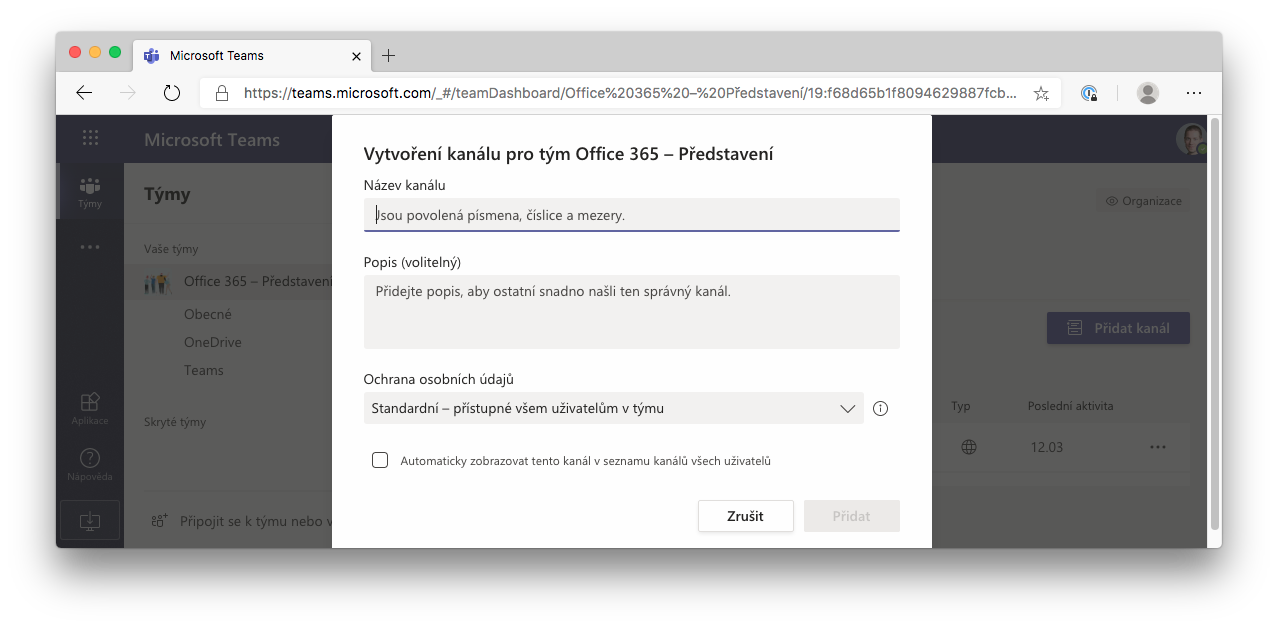 Microsoft Teams
https://teams.microsoft.com/_#/teamDashboard/Office%20365%20–%20Představení/19:f68d65b1f8094629887fcb...
Microsoft Teams
Týmy
Týmy
Organizace
Vaše týmy
Office 365 – Představení
Obecné
OneDrive
Teams
Skryté týmy
Aplikace
Nápověda
Připojit se k týmu nebo v
Vytvoření kanálu pro tým Office 365 – Představení
Název kanálu
Jsou povolená písmena, číslice a mezery.
Popis (volitelný)
Přidejte popis, aby ostatní snadno našli ten správný kanál.
Ochrana osobních údajů
Standardní – přístupné všem uživatelům v týmu
Automaticky zobrazovat tento kanál v seznamu kanálů všech uživatelů
Zrušit
Přidat
Přidat kanál
Typ
Poslední aktivita
12.03